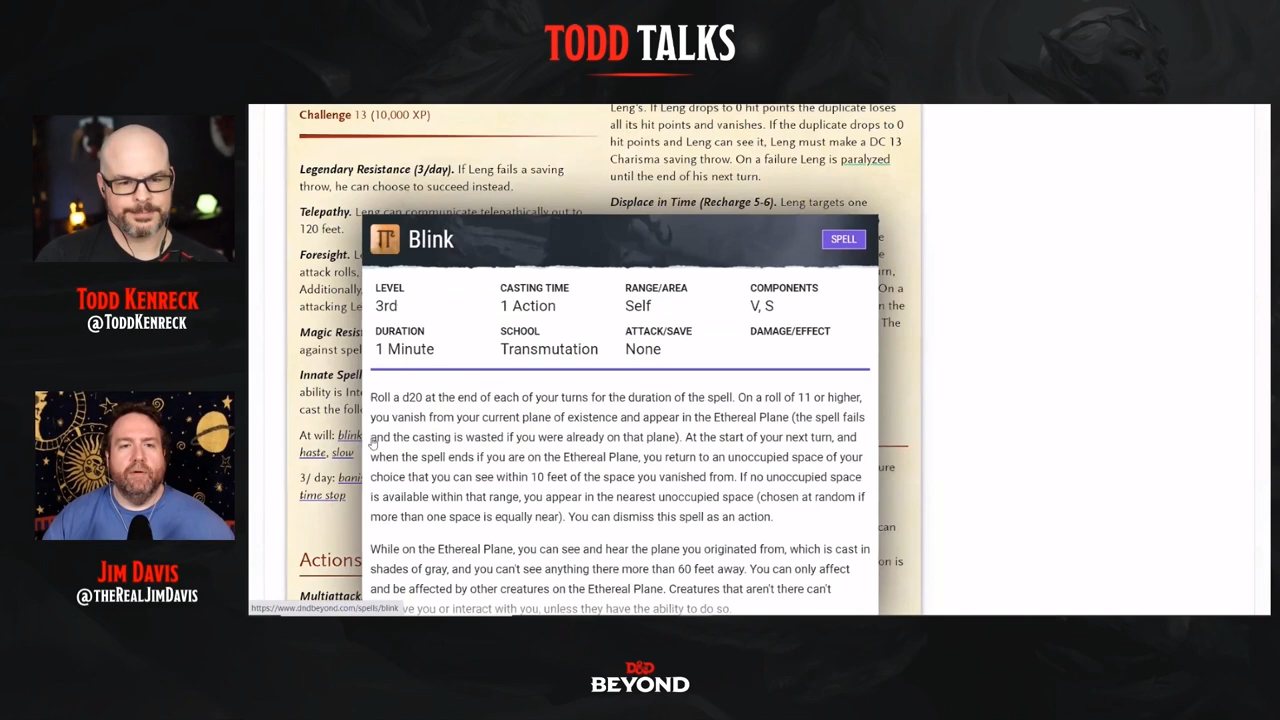 TODD TALKS
Todd Kenreck
@ToddKenreck
Jim Davis
@theRealJimDavis
Challenge 13 (10,000 XP)
Legendary Resistance (3/day). If Leng fails a saving
throw, he can choose to succeed instead.
Telepathy. Leng can communicate telepathically out to
120 feet.
Foresight.
attack rolls,
Additionally,
attacking
Magic
against
Innate
ability is
cast the
At will: blink
haste, slow
3/ day:
time stop
Actions
Multiattack
Leng's. If Leng drops to 0 hit points the duplicate loses
all its hit points and vanishes. If the duplicate drops to 0
hit points and Leng can see it, Leng must make a DC 13
Charisma saving throw. On a failure Leng is paralyzed
until the end of his next turn.
Displace in Time (Recharge 5-6). Leng targets one
On a
the
The
can
is
Blink
SPELL
LEVEL CASTING TIME RANGE/AREA COMPONENTS
3rd 1 Action Self V, S
DURATION SCHOOL ATTACK/SAVE DAMAGE/EFFECT
1 Minute Transmutation None
Roll a d20 at the end of each of your turns for the duration of the spell. On a roll of 11 or higher,
you vanish from your current plane of existence and appear in the Ethereal Plane (the spell fails
and the casting is wasted if you were already on that plane). At the start of your next turn, and
when the spell ends if you are on the Ethereal Plane, you return to an unoccupied space of your
choice that you can see within 10 feet of the space you vanished from. If no unoccupied space
is available within that range, you appear in the nearest unoccupied space (chosen at random if
more than one space is equally near). You can dismiss this spell as an action.
While on the Ethereal Plane, you can see and hear the plane you originated from, which is cast in
shades of gray, and you can't see anything there more than 60 feet away. You can only affect
and be affected by other creatures on the Ethereal Plane. Creatures that aren't there can't
you or interact with you, unless they have the ability to do so.
https://www.dndbeyond.com/spells/blink
D&D
BEYOND